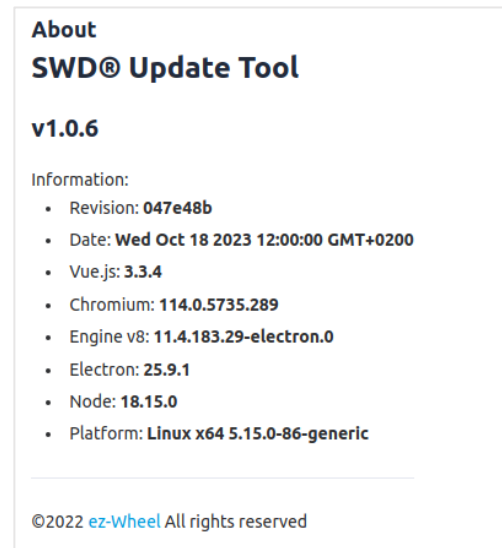 About
SWD® Update Tool
v1.0.6
Information:
• Revision: 047e48b
• Date: Wed Oct 18 2023 12:00:00 GMT+0200
• Vue.js: 3.3.4
• Chromium: 114.0.5735.289
• Engine v8: 11.4.183.29-electron.0
• Electron: 25.9.1
• Node: 18.15.0
• Platform: Linux x64 5.15.0-86-generic
©2022 ez-Wheel All rights reserved